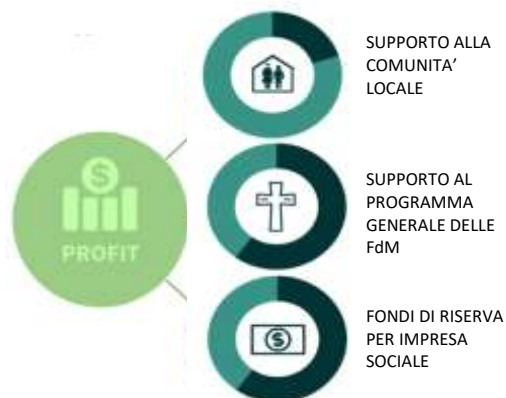 SUPPORTO ALLA
COMUNITA’
LOCALE
$
PROFIT
SUPPORTO AL
PROGRAMMA
GENERALE DELLE
FdM
$
FONDI DI RISERVA
PER IMPRESA
SOCIALE